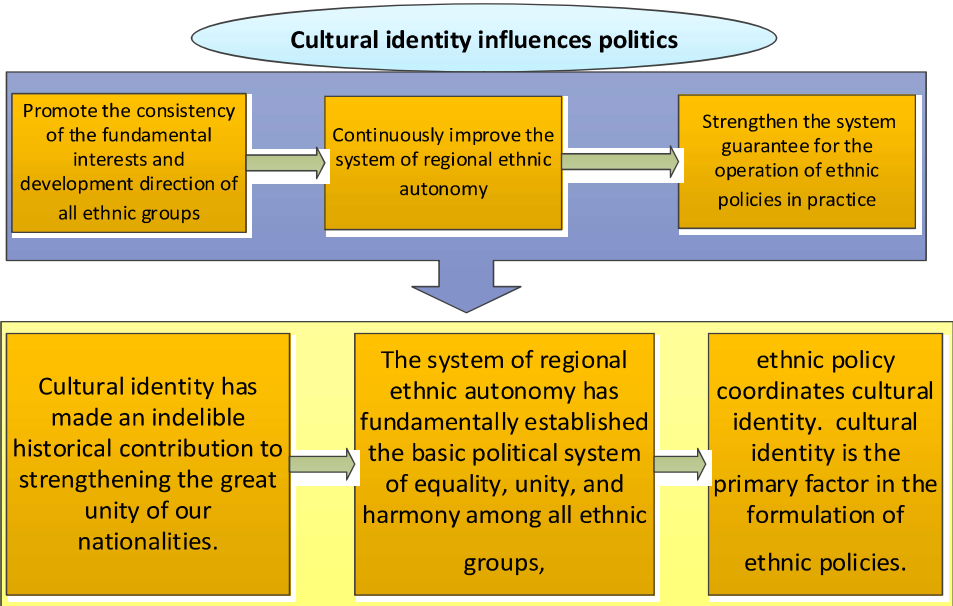 Cultural identity influences politics
Promote the consistency
of the fundamental
interests and
development direction of
all ethnic groups
Continuously improve the
system of regional ethnic
autonomy
Strengthen the system
guarantee for the
operation of ethnic
policies in practice
Cultural identity has
made an indelible
historical contribution to
strengthening the great
unity of our
nationalities.
The system of regional
ethnic autonomy has
fundamentally established
the basic political system
of equality, unity, and
harmony among all ethnic
groups,
ethnic policy
coordinates cultural
identity.  cultural
identity is the
primary factor in the
formulation of
ethnic policies.